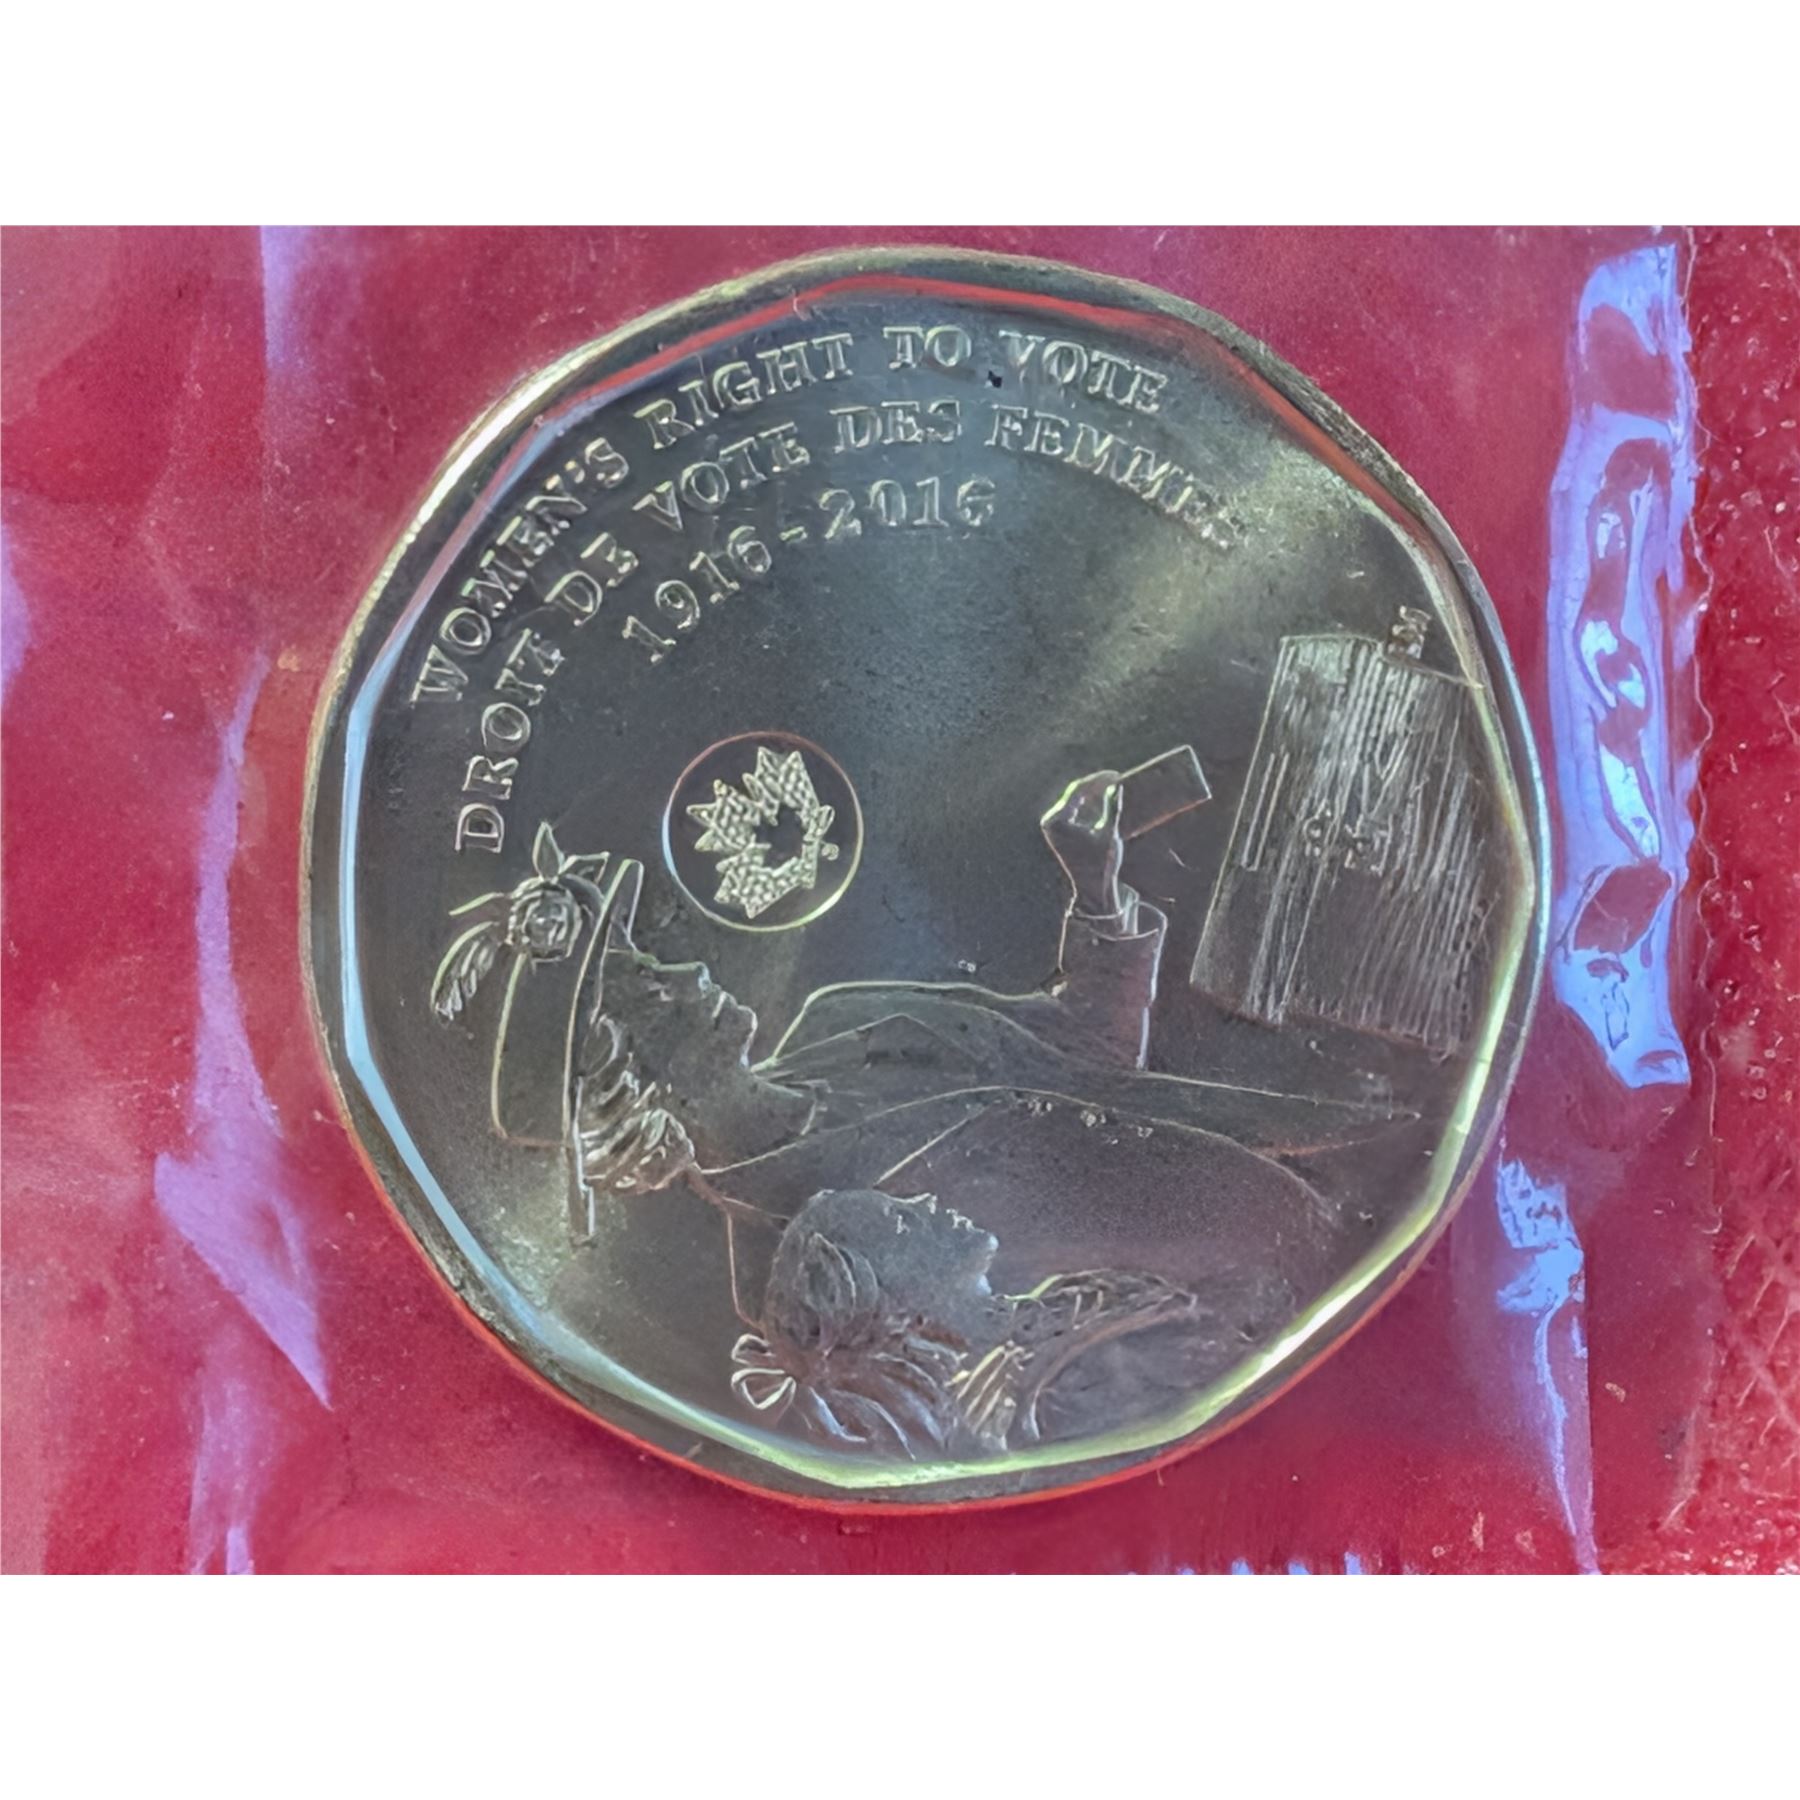 WOMEN'S RIGHT TO VOTE
DROIT DE VOTE DES FEMMES
1916-2016